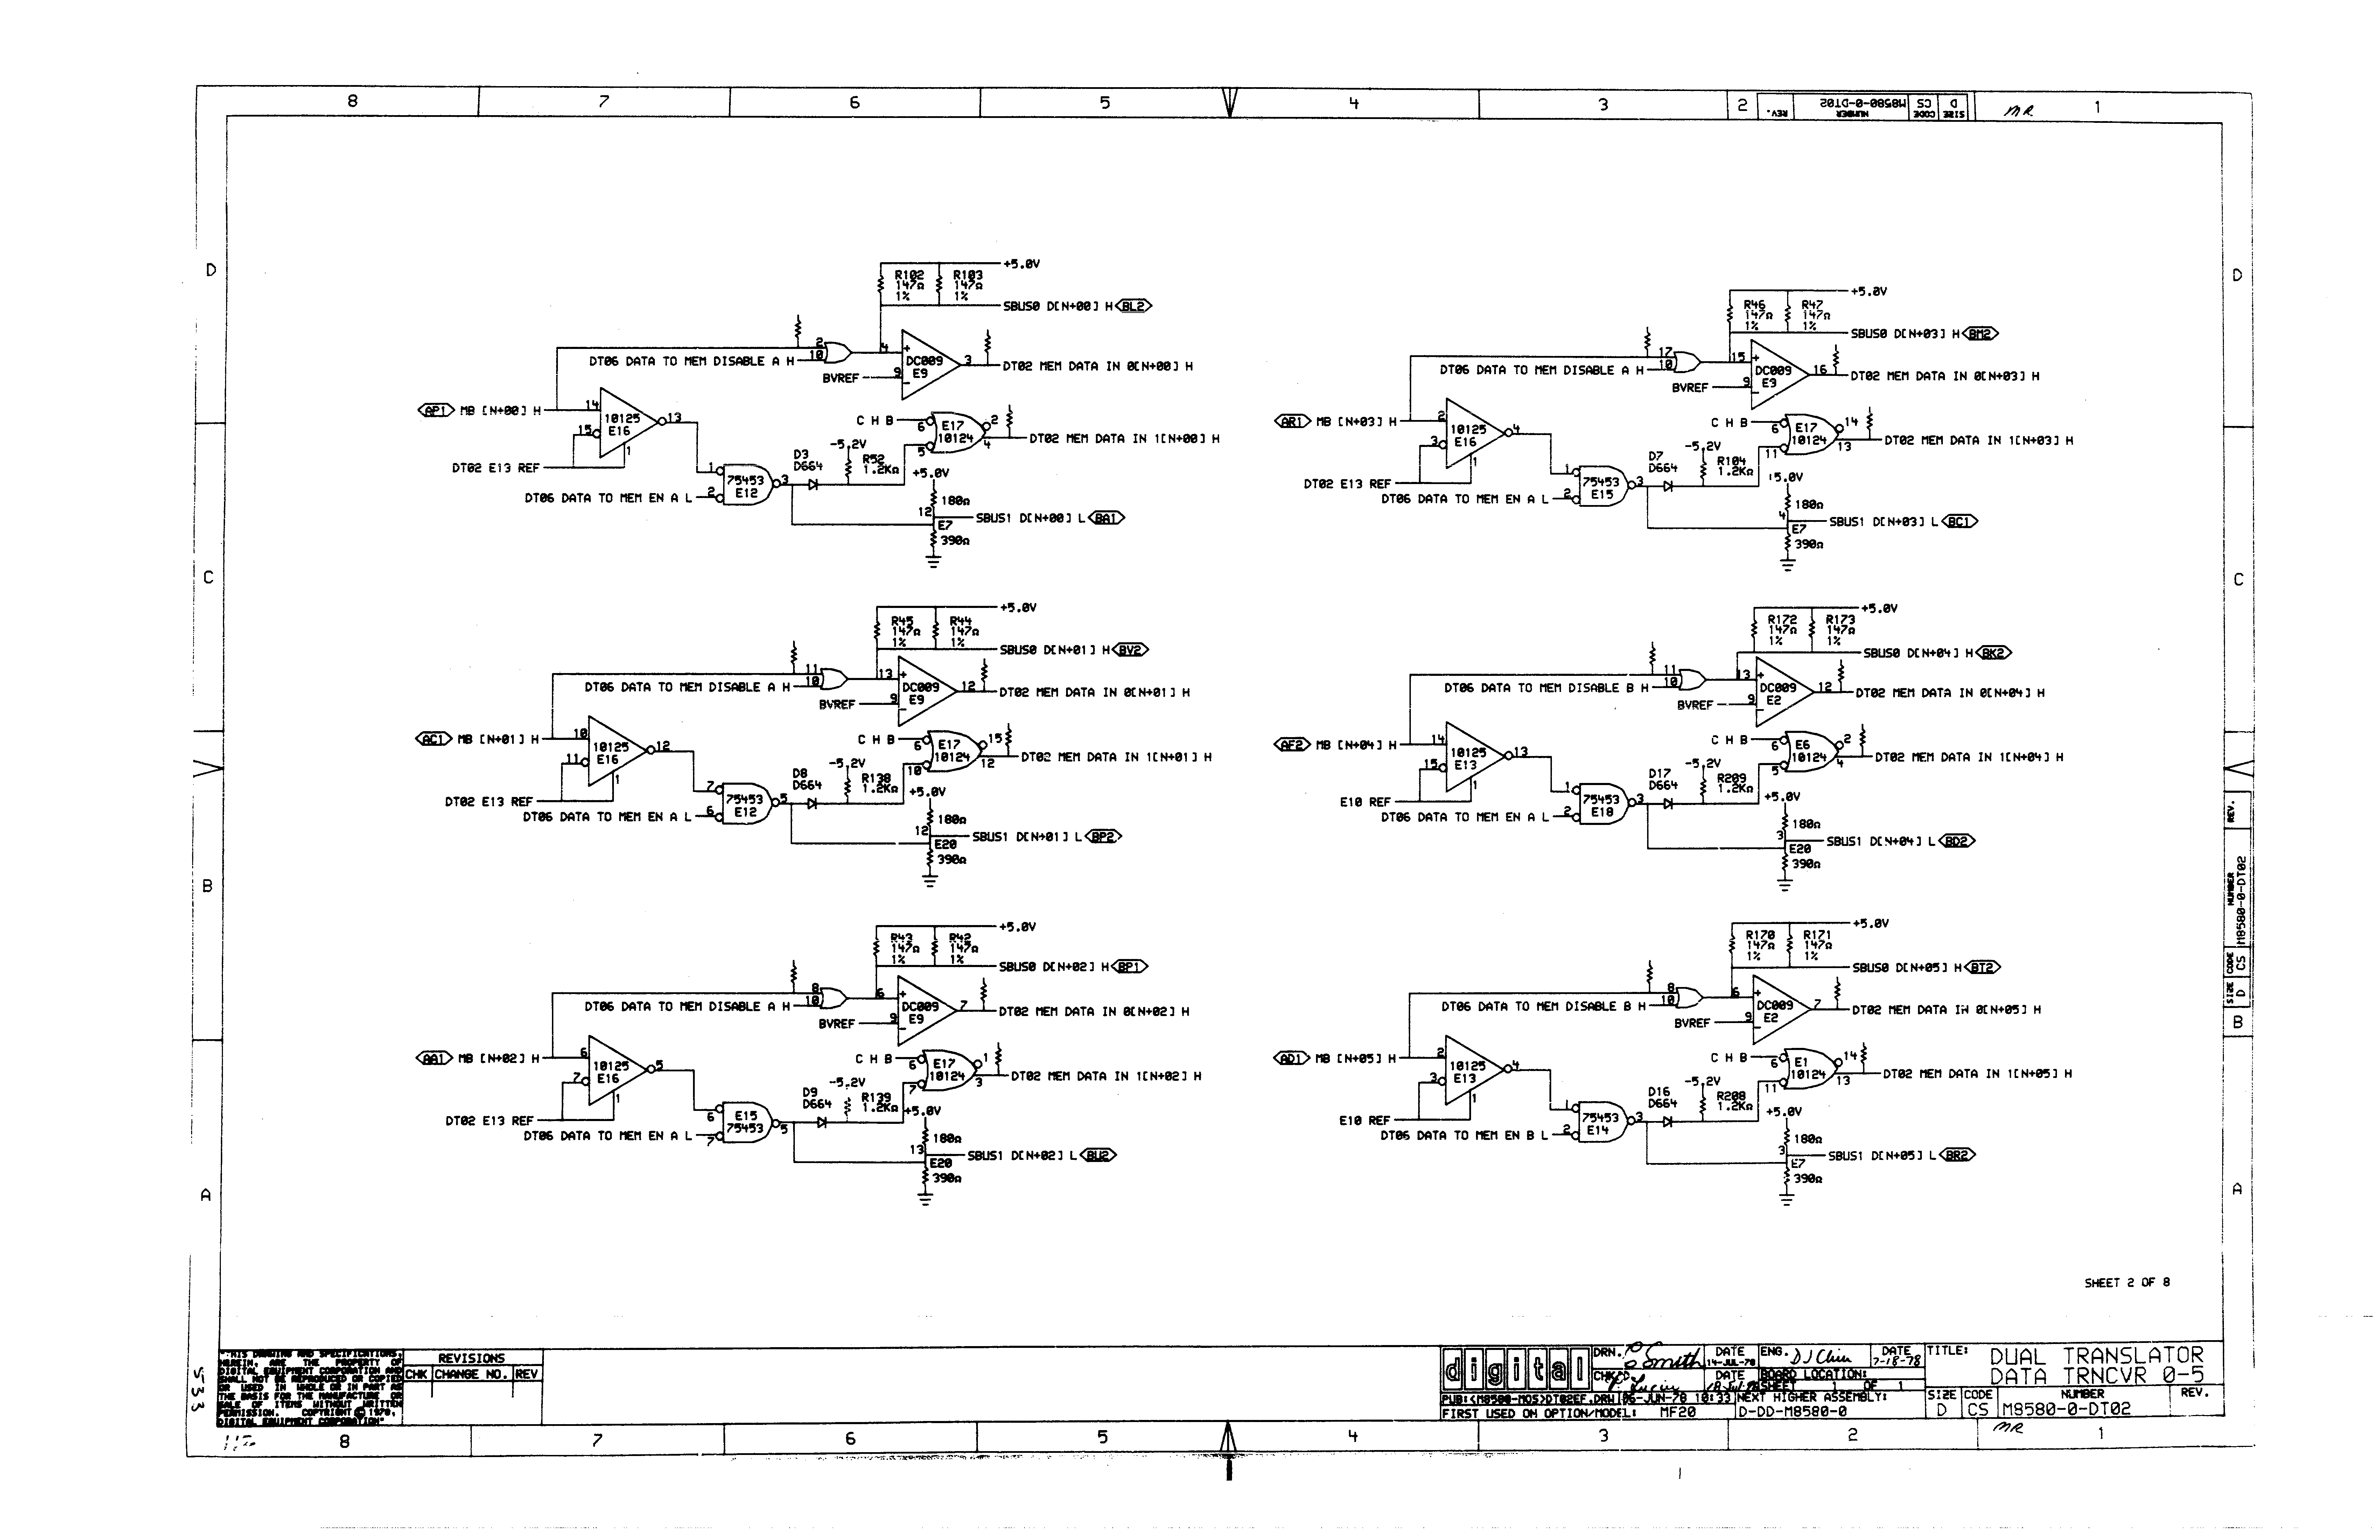 8 7 6 5 4 3 2 1
REV. NUMBER M8580-0-DT02 CODE CS SIZE D
MR
D
C
B
A
R102 147Ω 1%
R103 147Ω 1%
+5.0V
SBUS0 D[N+00] H BL2
2
10
DT06 DATA TO MEM DISABLE A H
4
DC009
E9
9
3
BVREF
DT02 MEM DATA IN 0[N+00] H
AP1 MB [N+00] H
14
15
10125
E16
1
13
DT02 E13 REF
C H B
6
5
E17
10124
2
4
DT02 MEM DATA IN 1[N+00] H
D3
D664
-5.2V
R52
1.2KΩ
+5.0V
180Ω
1
2
75453
E12
3
DT06 DATA TO MEM EN A L
12
SBUS1 D[N+00] L BA1
E7
390Ω
R46 147Ω 1%
R47 147Ω 1%
+5.0V
SBUS0 D[N+03] H BM2
17
10
DT06 DATA TO MEM DISABLE A H
15
DC009
E3
9
16
BVREF
DT02 MEM DATA IN 0[N+03] H
AR1 MB [N+03] H
2
3
10125
E16
1
4
DT02 E13 REF
C H B
6
11
E17
10124
14
13
DT02 MEM DATA IN 1[N+03] H
D7
D664
-5.2V
R104
1.2KΩ
+5.0V
180Ω
1
2
75453
E15
3
DT06 DATA TO MEM EN A L
4
SBUS1 D[N+03] L BC1
E7
390Ω
R45 147Ω 1%
R44 147Ω 1%
+5.0V
SBUS0 D[N+01] H BV2
11
10
DT06 DATA TO MEM DISABLE A H
13
DC009
E9
9
12
BVREF
DT02 MEM DATA IN 0[N+01] H
AC1 MB [N+01] H
10
11
10125
E16
1
12
DT02 E13 REF
C H B
6
10
E17
10124
15
12
DT02 MEM DATA IN 1[N+01] H
D8
D664
-5.2V
R138
1.2KΩ
+5.0V
180Ω
7
6
75453
E12
5
DT06 DATA TO MEM EN A L
12
SBUS1 D[N+01] L BP2
E20
390Ω
R172 147Ω 1%
R173 147Ω 1%
+5.0V
SBUS0 D[N+04] H BK2
11
10
DT06 DATA TO MEM DISABLE B H
13
DC009
E2
9
12
BVREF
DT02 MEM DATA IN 0[N+04] H
AF2 MB [N+04] H
14
15
10125
E13
1
13
E10 REF
C H B
6
5
E6
10124
2
4
DT02 MEM DATA IN 1[N+04] H
D17
D664
-5.2V
R209
1.2KΩ
+5.0V
180Ω
1
2
75453
E18
3
DT06 DATA TO MEM EN A L
3
SBUS1 D[N+04] L BD2
E20
390Ω
R43 147Ω 1%
R42 147Ω 1%
+5.0V
SBUS0 D[N+02] H BP1
8
10
DT06 DATA TO MEM DISABLE A H
6
DC009
E9
9
7
BVREF
DT02 MEM DATA IN 0[N+02] H
AA1 MB [N+02] H
6
7
10125
E16
1
5
DT02 E13 REF
C H B
6
7
E17
10124
1
3
DT02 MEM DATA IN 1[N+02] H
D9
D664
-5.2V
R139
1.2KΩ
+5.0V
180Ω
6
7
E15
75453
5
DT06 DATA TO MEM EN A L
13
SBUS1 D[N+02] L BU2
E20
390Ω
R170 147Ω 1%
R171 147Ω 1%
+5.0V
SBUS0 D[N+05] H BT2
8
10
DT06 DATA TO MEM DISABLE B H
6
DC009
E2
9
7
BVREF
DT02 MEM DATA IN 0[N+05] H
AD1 MB [N+05] H
2
3
10125
E13
1
4
E10 REF
C H B
6
11
E1
10124
14
13
DT02 MEM DATA IN 1[N+05] H
D16
D664
-5.2V
R208
1.2KΩ
+5.0V
180Ω
1
2
75453
E14
3
DT06 DATA TO MEM EN B L
3
SBUS1 D[N+05] L BR2
E7
390Ω
D
C
REV.
NUMBER M8580-0-DT02
CODE CS
SIZE D
B
A
SHEET 2 OF 8
"THIS DRAWING AND SPECIFICATIONS,
HEREIN, ARE THE PROPERTY OF
DIGITAL EQUIPMENT CORPORATION AND
SHALL NOT BE REPRODUCED OR COPIED
OR USED IN WHOLE OR IN PART AS
THE BASIS FOR THE MANUFACTURE OR
SALE OF ITEMS WITHOUT WRITTEN
PERMISSION. COPYRIGHT © 1978,
DIGITAL EQUIPMENT CORPORATION"
REVISIONS
CHK CHANGE NO. REV
digital
DRN. Smith DATE 14-JUL-78
ENG. DJ Chin DATE 7-18-78
CHK'D DATE
BOARD LOCATION:
SHEET 1 OF 1
TITLE: DUAL TRANSLATOR
DATA TRNCVR 0-5
PUB:<M8580-MOS>DT02EF.DRW 06-JUN-78 10:33
NEXT HIGHER ASSEMBLY:
D-DD-M8580-0
FIRST USED ON OPTION/MODEL: MF20
SIZE D
CODE CS
NUMBER M8580-0-DT02
REV.
MR
533
8 7 6 5 4 3 2 1